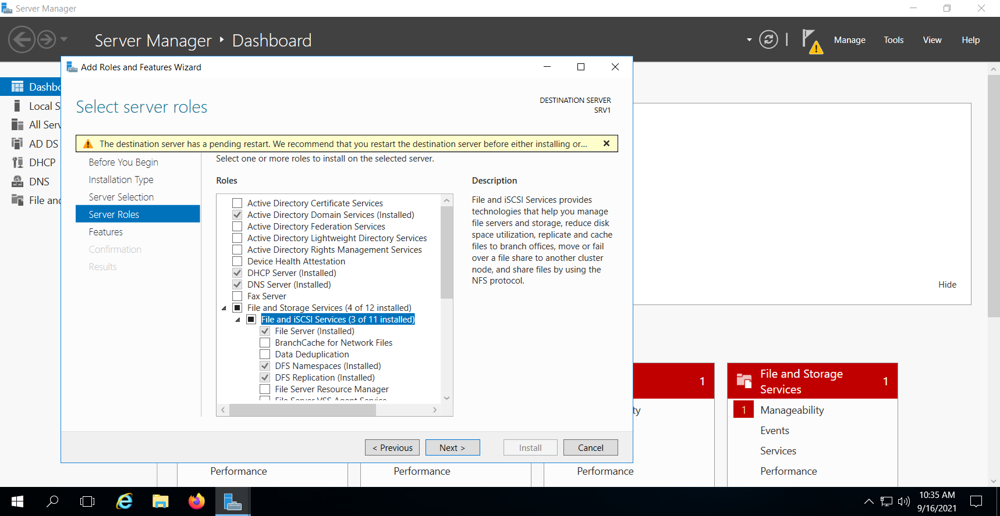 Server Manager
Server Manager ‣ Dashboard
Manage
Tools
View
Help
Dashbo
Local S
All Serv
AD DS
DHCP
DNS
File and
Add Roles and Features Wizard
Select server roles
DESTINATION SERVER
SRV1
The destination server has a pending restart. We recommend that you restart the destination server before either installing or...
Before You Begin
Installation Type
Server Selection
Server Roles
Features
Confirmation
Results
Select one or more roles to install on the selected server.
Roles
Active Directory Certificate Services
Active Directory Domain Services (Installed)
Active Directory Federation Services
Active Directory Lightweight Directory Services
Active Directory Rights Management Services
Device Health Attestation
DHCP Server (Installed)
DNS Server (Installed)
Fax Server
File and Storage Services (4 of 12 installed)
File and iSCSI Services (3 of 11 installed)
File Server (Installed)
BranchCache for Network Files
Data Deduplication
DFS Namespaces (Installed)
DFS Replication (Installed)
File Server Resource Manager
File Server VSS Agent Service
Description
File and iSCSI Services provides
technologies that help you manage
file servers and storage, reduce disk
space utilization, replicate and cache
files to branch offices, move or fail
over a file share to another cluster
node, and share files by using the
NFS protocol.
< Previous
Next >
Install
Cancel
Hide
1
ty
File and Storage
Services
1
1
Manageability
Events
Services
Performance
Performance
Performance
Performance
10:35 AM
9/16/2021